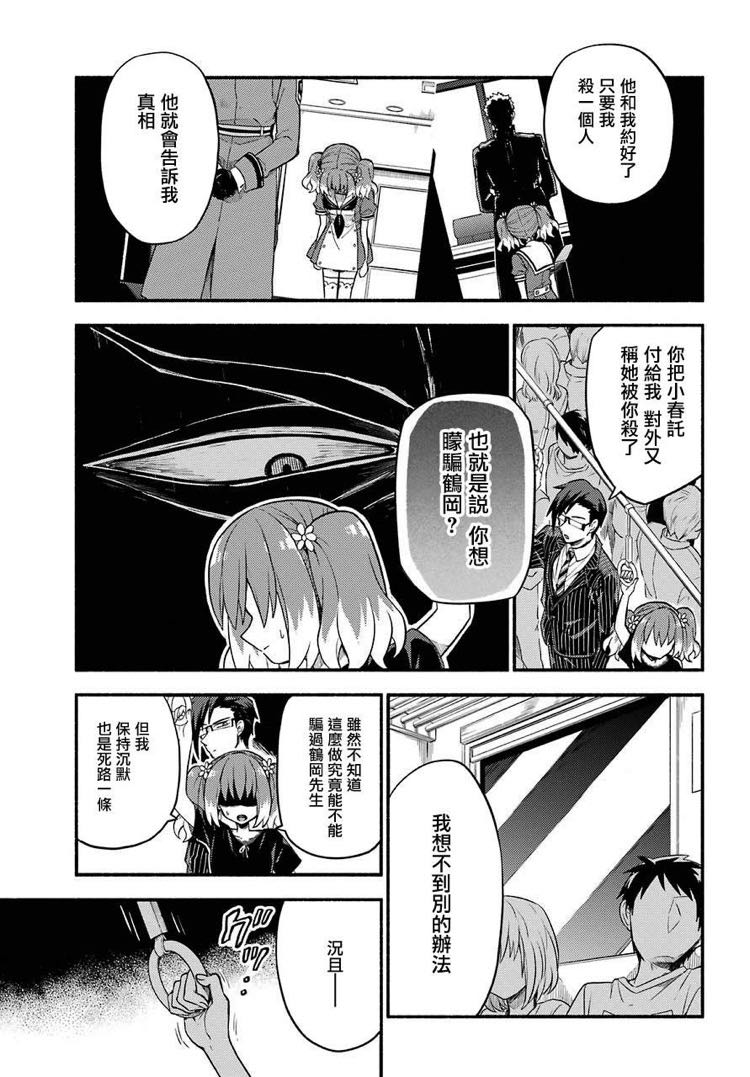 他和我約好了
只要我
殺一個人
他就會告訴我
真相
你把小春託
付給我 對外又
稱她被你殺了
也就是説 你想
矇騙鶴岡？
我想不到別的辦法
雖然不知道
這麼做究竟能不能
騙過鶴岡先生
但我
保持沉默
也是死路一條
況且——
グッ…